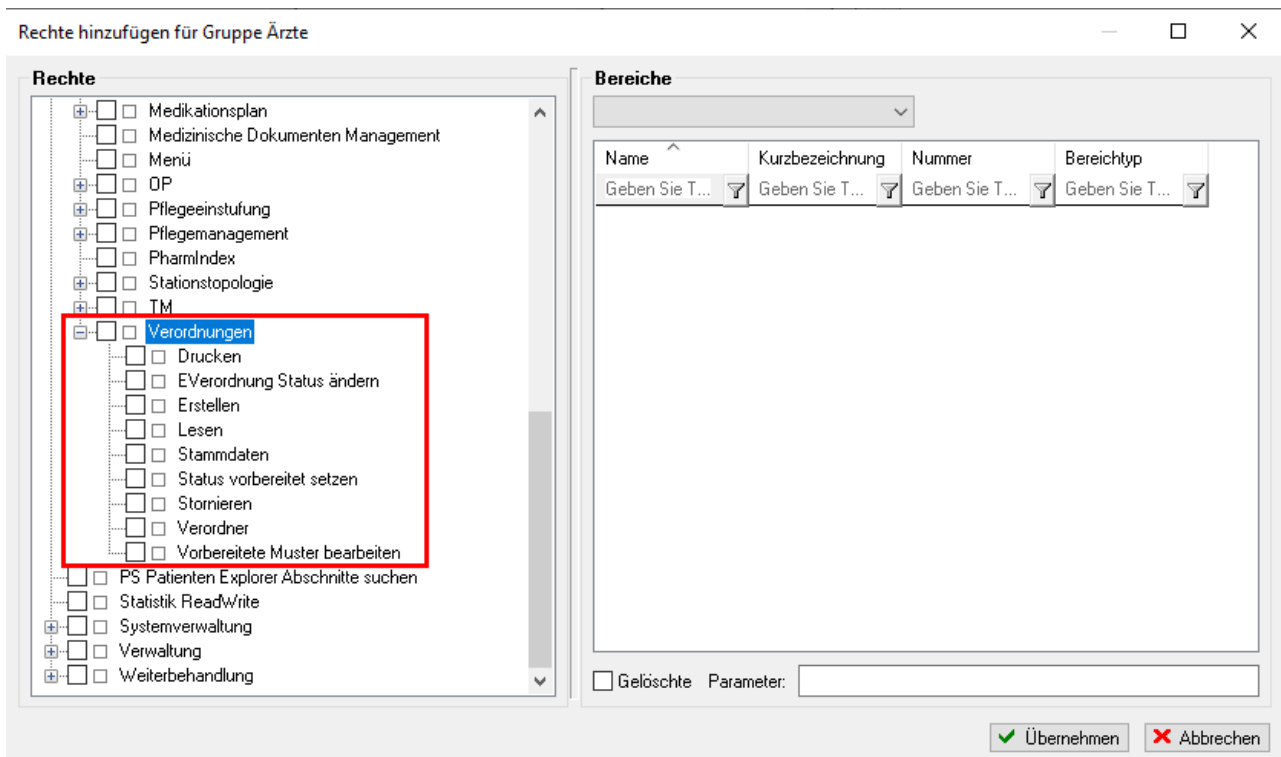 Rechte hinzufügen für Gruppe Ärzte
Rechte
Medikationsplan
Medizinische Dokumenten Management
Menü
OP
Pflegeeinstufung
Pflegemanagement
PharmIndex
Stationstopologie
TM
Verordnungen
Drucken
EVerordnung Status ändern
Erstellen
Lesen
Stammdaten
Status vorbereitet setzen
Stornieren
Verordner
Vorbereitete Muster bearbeiten
PS Patienten Explorer Abschnitte suchen
Statistik ReadWrite
Systemverwaltung
Verwaltung
Weiterbehandlung
Bereiche
Name Kurzbezeichnung Nummer Bereichtyp
Geben Sie T... Geben Sie T... Geben Sie T... Geben Sie T...
Gelöschte Parameter:
Übernehmen Abbrechen